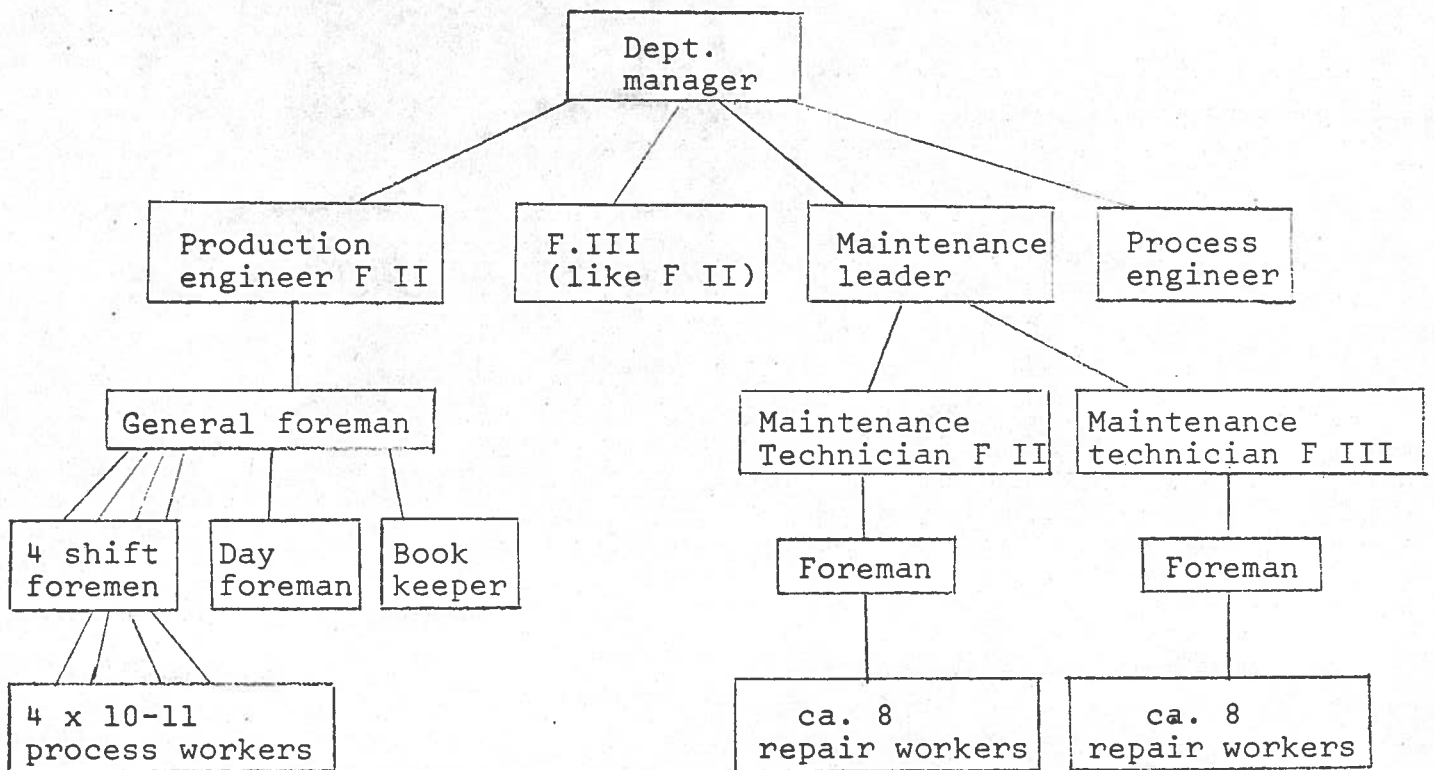 Dept.
manager
Production
engineer F II
F.III
(like F II)
Maintenance
leader
Process
engineer
General foreman
Maintenance
Technician F II
Maintenance
technician F III
4 shift
foremen
Day
foreman
Book
keeper
Foreman
Foreman
4 x 10-11
process workers
ca. 8
repair workers
ca. 8
repair workers